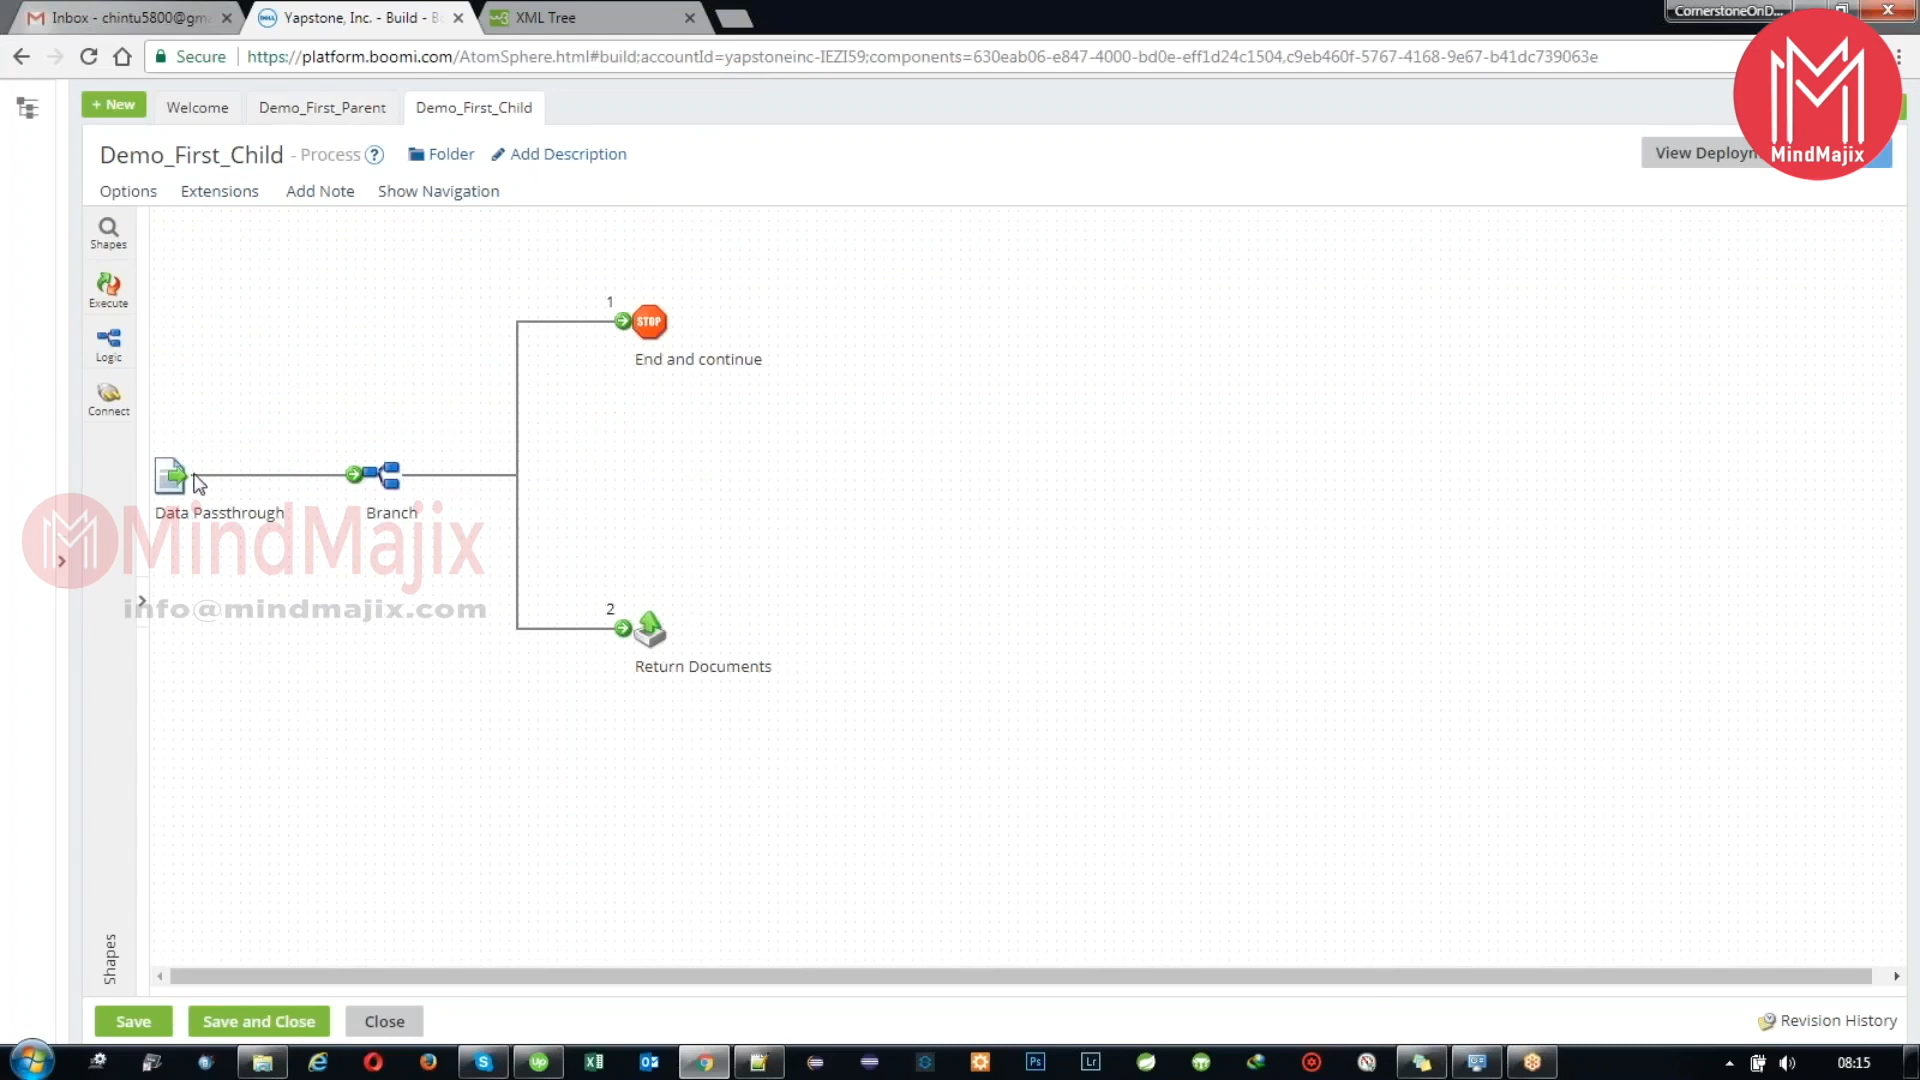 Inbox - chintu5800@gma
Yapstone, Inc. - Build - B
XML Tree
CornerstoneOnD...
Secure
https://platform.boomi.com/AtomSphere.html#build;accountId=yapstoneinc-IEZI59;components=630eab06-e847-4000-bd0e-eff1d24c1504,c9eb460f-5767-4168-9e67-b41dc739063e
MindMajix
+ New
Welcome
Demo_First_Parent
Demo_First_Child
Demo_First_Child - Process ?
Folder
Add Description
View Deploym
Options
Extensions
Add Note
Show Navigation
Shapes
Execute
Logic
Connect
1
STOP
End and continue
Data Passthrough
Branch
MindMajix
info@mindmajix.com
2
Return Documents
Shapes
Save
Save and Close
Close
Revision History
Up
Ps
Lr
08:15